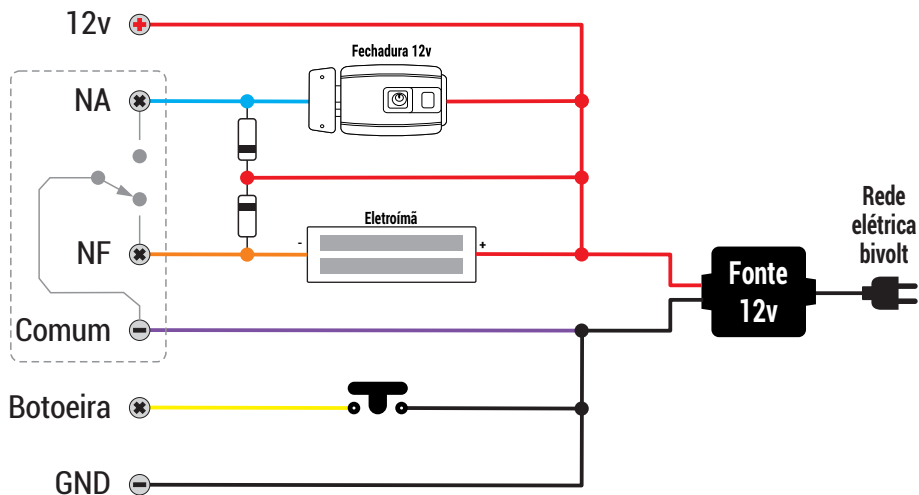 12v
Fechadura 12v
NA
Eletroímã
- +
NF
Rede
elétrica
bivolt
Fonte
12v
Comum
Botoeira
GND